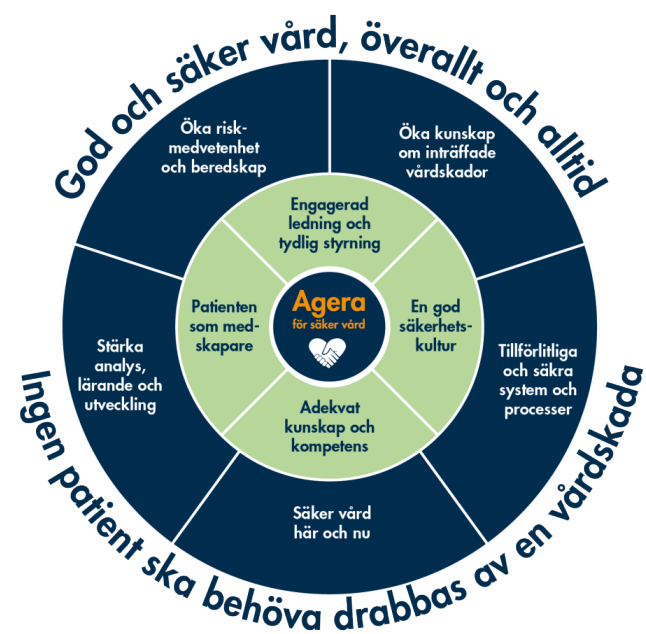 God och säker vård, överallt och alltid
Öka risk-
medvetenhet
och beredskap
Öka kunskap
om inträffade
vårdskador
Engagerad
ledning och
tydlig styrning
Patienten
som med-
skapare
Agera
för säker vård
En god
säkerhets-
kultur
Stärka
analys,
lärande och
utveckling
Tillförlitliga
och säkra
system och
processer
Adekvat
kunskap och
kompetens
Säker vård
här och nu
Ingen patient ska behöva drabbas av en vårdskada